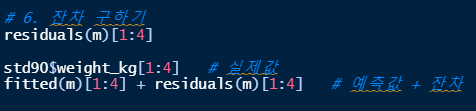 # 6. 잔차 구하기
residuals(m)[1:4]
std90$weight_kg[1:4]   # 실제값
fitted(m)[1:4] + residuals(m)[1:4]   # 예측값 + 잔차